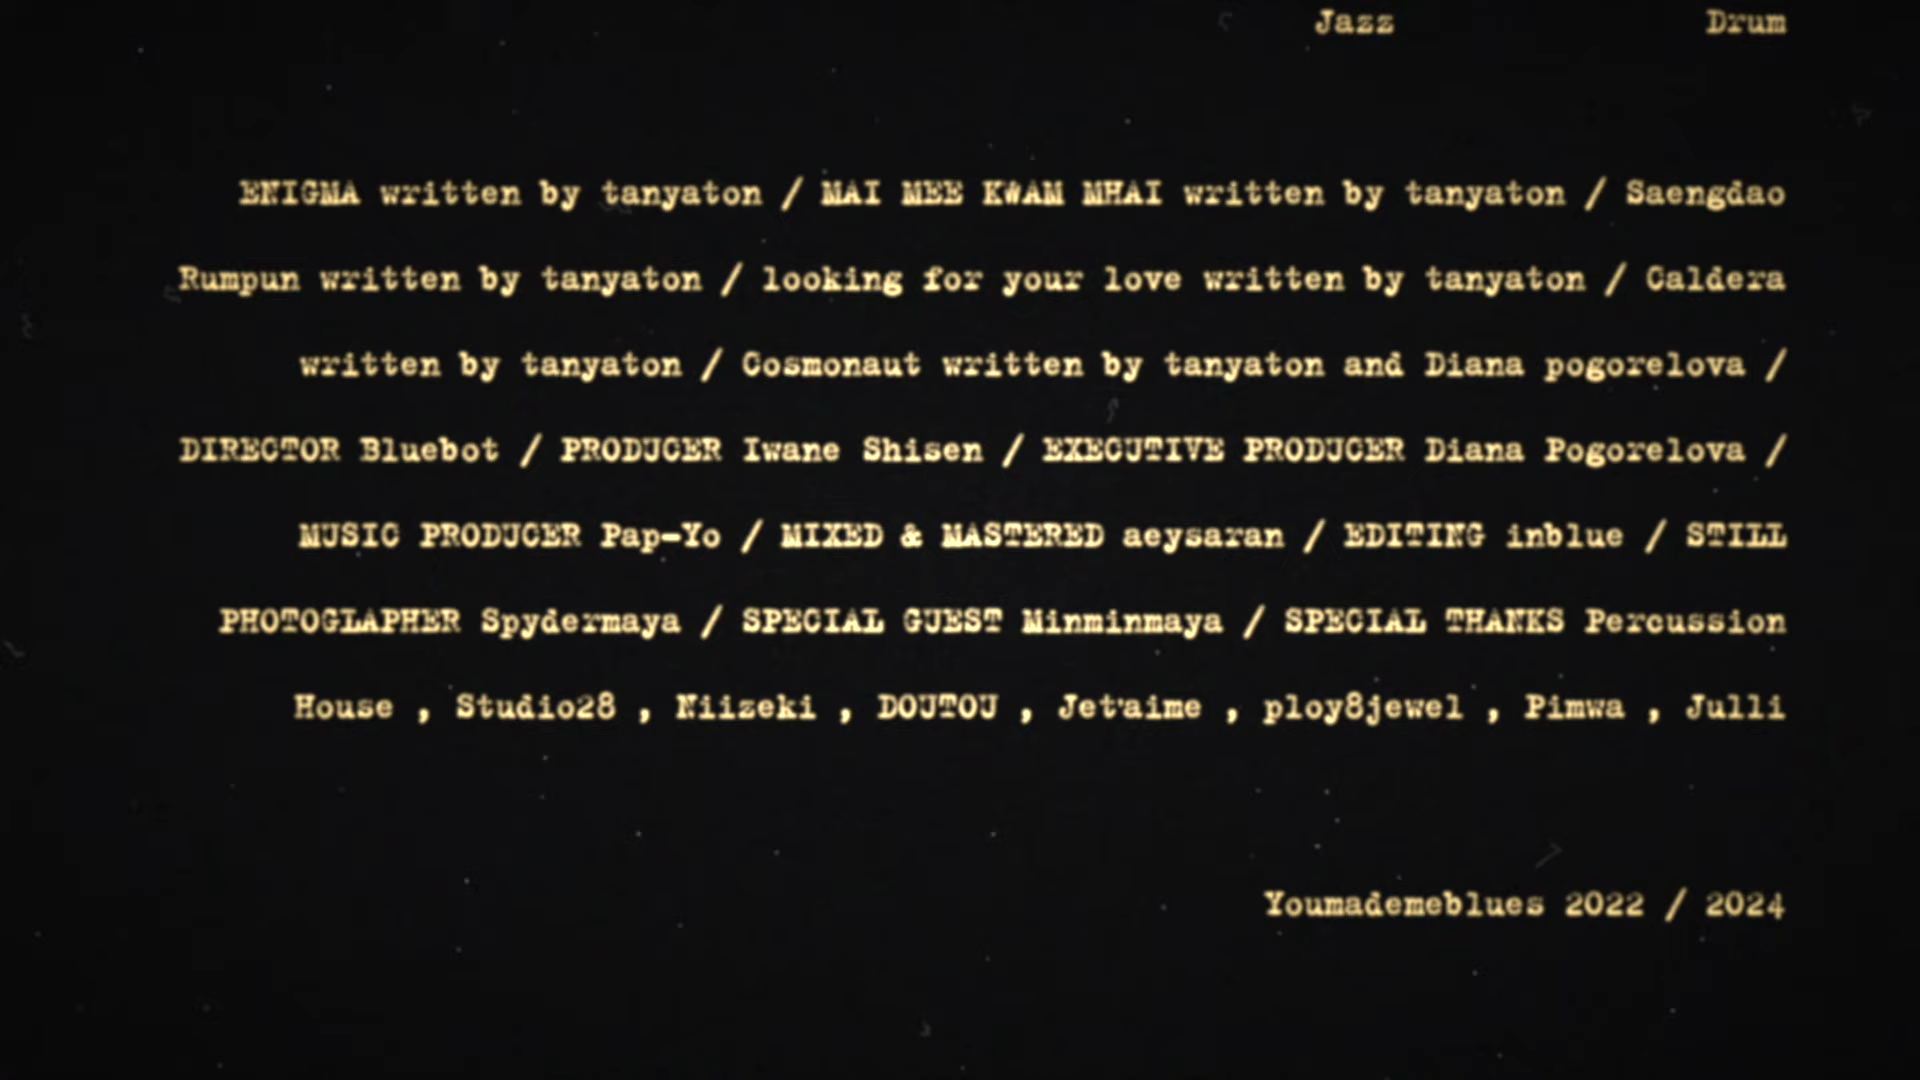 Jazz Drum
ENIGMA written by tanyaton / MAI MEE KWAM MHAI written by tanyaton / Saengdao
Rumpun written by tanyaton / looking for your love written by tanyaton / Caldera
written by tanyaton / Cosmonaut written by tanyaton and Diana pogorelova /
DIRECTOR Bluebot / PRODUCER Iwane Shisen / EXECUTIVE PRODUCER Diana Pogorelova /
MUSIC PRODUCER Pap-Yo / MIXED & MASTERED aeysaran / EDITING inblue / STILL
PHOTOGLAPHER Spydermaya / SPECIAL GUEST Minminmaya / SPECIAL THANKS Percussion
House , Studio28 , Niizeki , DOUTOU , Jet'aime , ploy8jewel , Pimwa , Julli
Youmademeblues 2022 / 2024